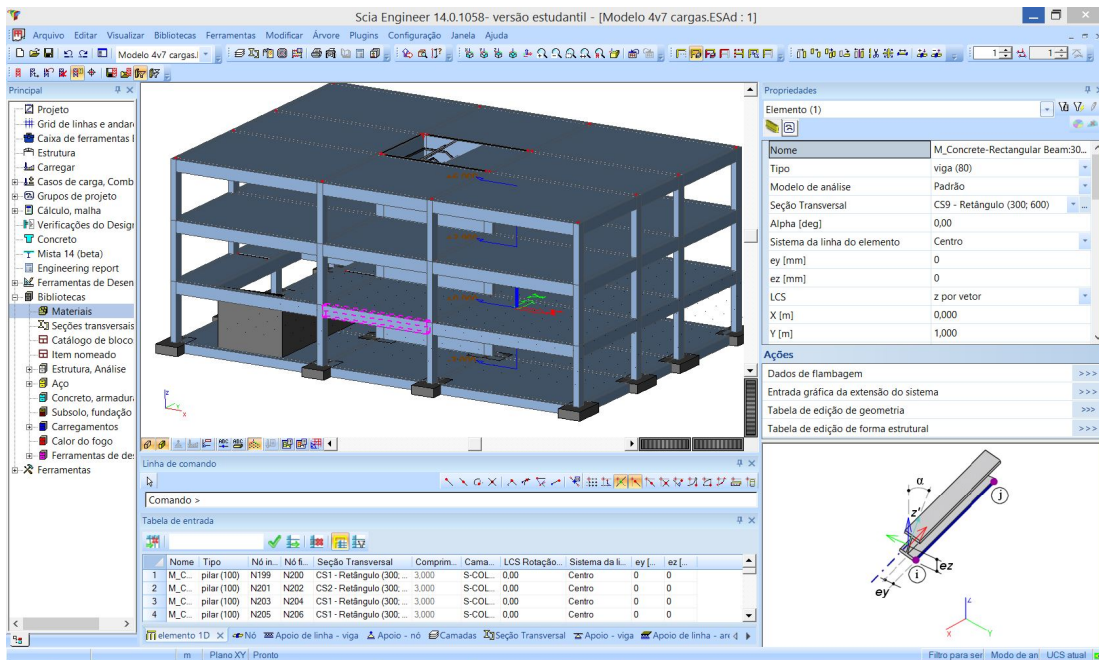 Scia Engineer 14.0.1058- versão estudantil - [Modelo 4v7 cargas.ESAd : 1]
Arquivo Editar Visualizar Bibliotecas Ferramentas Modificar Árvore Plugins Configuração Janela Ajuda
Modelo 4v7 cargas.
1
1
Principal
Projeto
Grid de linhas e andar
Caixa de ferramentas
Estrutura
Carregar
Casos de carga, Comb
Grupos de projeto
Cálculo, malha
Verificações do Design
Concreto
Mista 14 (beta)
Engineering report
Ferramentas de Desen
Bibliotecas
Materiais
Seções transversais
Catálogo de bloco
Item nomeado
Estrutura, Análise
Aço
Concreto, armadur
Subsolo, fundação
Carregamentos
Calor do fogo
Ferramentas de de
Ferramentas
z
Y
x
Linha de comando
Comando >
Tabela de entrada
Nome Tipo Nó in... Nó fi... Seção Transversal Comprim... Cama... LCS Rotação... Sistema da li... ey [... ez [...
1 M_C... pilar (100) N199 N200 CS1 - Retângulo (300; ... 3,000 S-COL... 0,00 Centro 0 0
2 M_C... pilar (100) N201 N202 CS2 - Retângulo (300; ... 3,000 S-COL... 0,00 Centro 0 0
3 M_C... pilar (100) N203 N204 CS1 - Retângulo (300; ... 3,000 S-COL... 0,00 Centro 0 0
4 M_C... pilar (100) N205 N206 CS1 - Retângulo (300; ... 3,000 S-COL... 0,00 Centro 0 0
elemento 1D Nó Apoio de linha - viga Apoio - nó Camadas Seção Transversal Apoio - viga Apoio de linha - are
Propriedades
Elemento (1)
Nome M_Concrete-Rectangular Beam:30...
Tipo viga (80)
Modelo de análise Padrão
Seção Transversal CS9 - Retângulo (300; 600) ...
Alpha [deg] 0,00
Sistema da linha do elemento Centro
ey [mm] 0
ez [mm] 0
LCS z por vetor
X [m] 0,000
Y [m] 1,000
Ações
Dados de flambagem >>>
Entrada gráfica da extensão do sistema >>>
Tabela de edição de geometria >>>
Tabela de edição de forma estrutural >>>
α
j
z'
ez
i
ey
z
x
Y
m Plano XY Pronto Filtro para ser Modo de an UCS atual